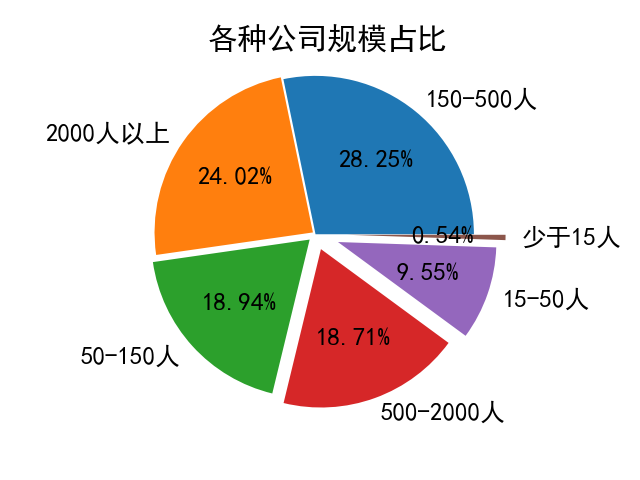 各种公司规模占比
150-500人
2000人以上
28.25%
24.02%
0.54%
少于15人
9.55%
15-50人
18.94%
18.71%
50-150人
500-2000人